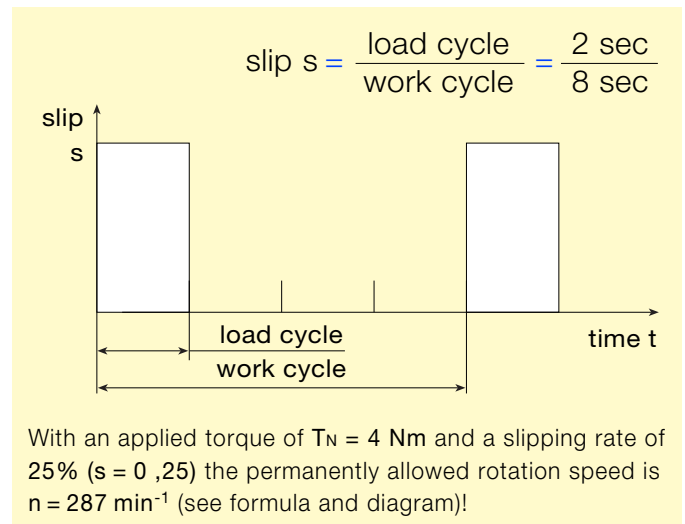 slip s = load cycle / work cycle = 2 sec / 8 sec
slip
s
time t
load cycle
work cycle
With an applied torque of TN = 4 Nm and a slipping rate of
25% (s = 0 ,25) the permanently allowed rotation speed is
n = 287 min-1 (see formula and diagram)!